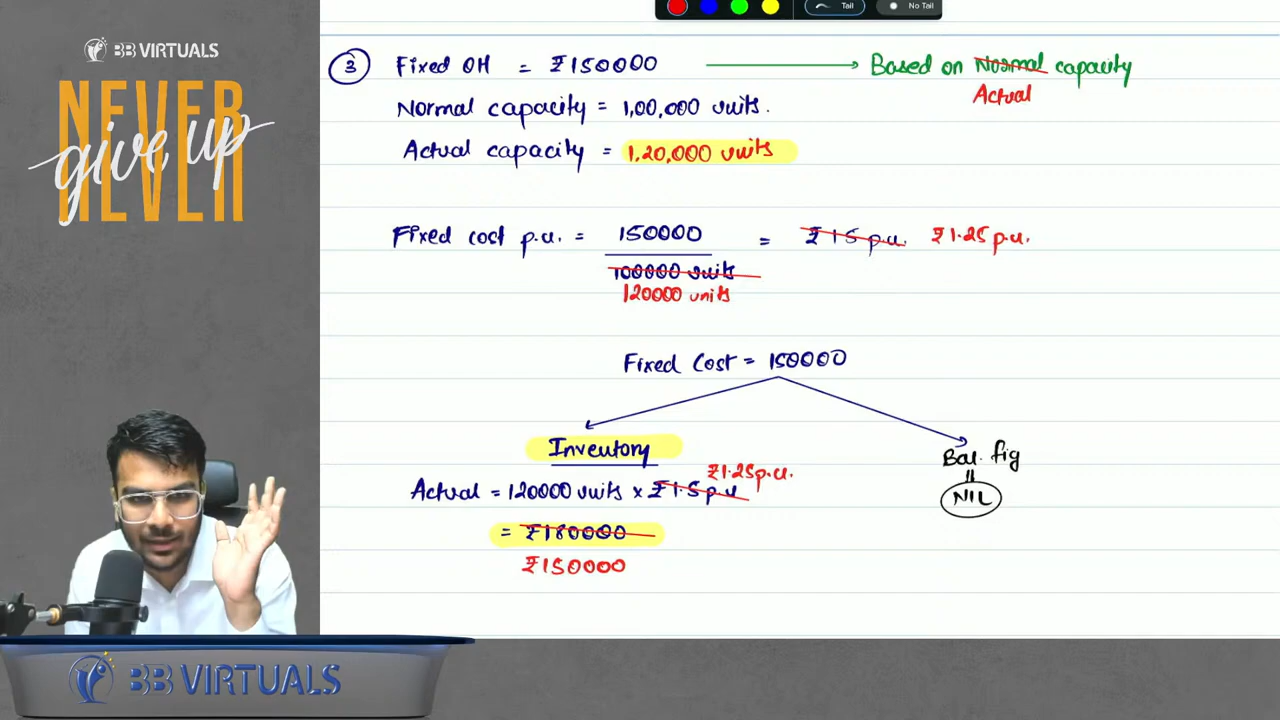 Tail
No Tail
BB VIRTUALS
NEVER
give up
NEVER
3 Fixed OH = ₹150000 → Based on Normal capacity
Actual
Normal capacity = 1,00,000 units.
Actual capacity = 1,20,000 units
Fixed cost p.u. = 150000 = ₹15 p.u. ₹1.25 p.u.
100000 units
120000 units
Fixed Cost = 150000
Inventory
Bal. fig
=
NIL
₹1.25 p.u.
Actual = 120000 units x ₹1.5 p.u
= ₹180000
₹150000
BB VIRTUALS